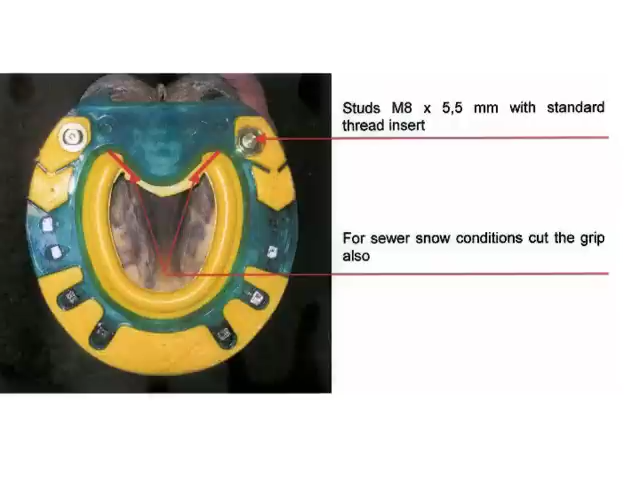 Studs M8 x 5,5 mm with standard
thread insert
For sewer snow conditions cut the grip
also